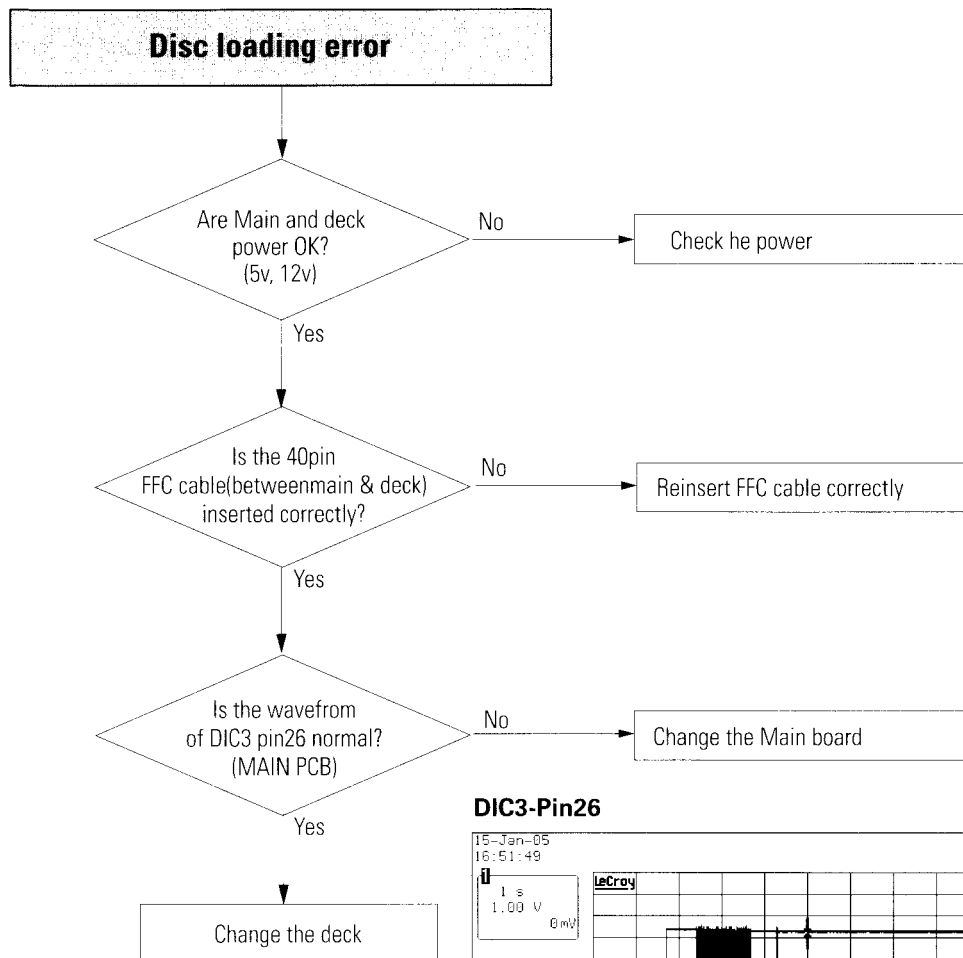 Disc loading error
Are Main and deck
power OK?
(5v, 12v)
No
Check he power
Yes
Is the 40pin
FFC cable(betweenmain & deck)
inserted correctly?
No
Reinsert FFC cable correctly
Yes
Is the wavefrom
of DIC3 pin26 normal?
(MAIN PCB)
No
Change the Main board
Yes
Change the deck
DIC3-Pin26
15-Jan-05
16:51:49
1
1 s
1.00 V
0mV
LeCroy